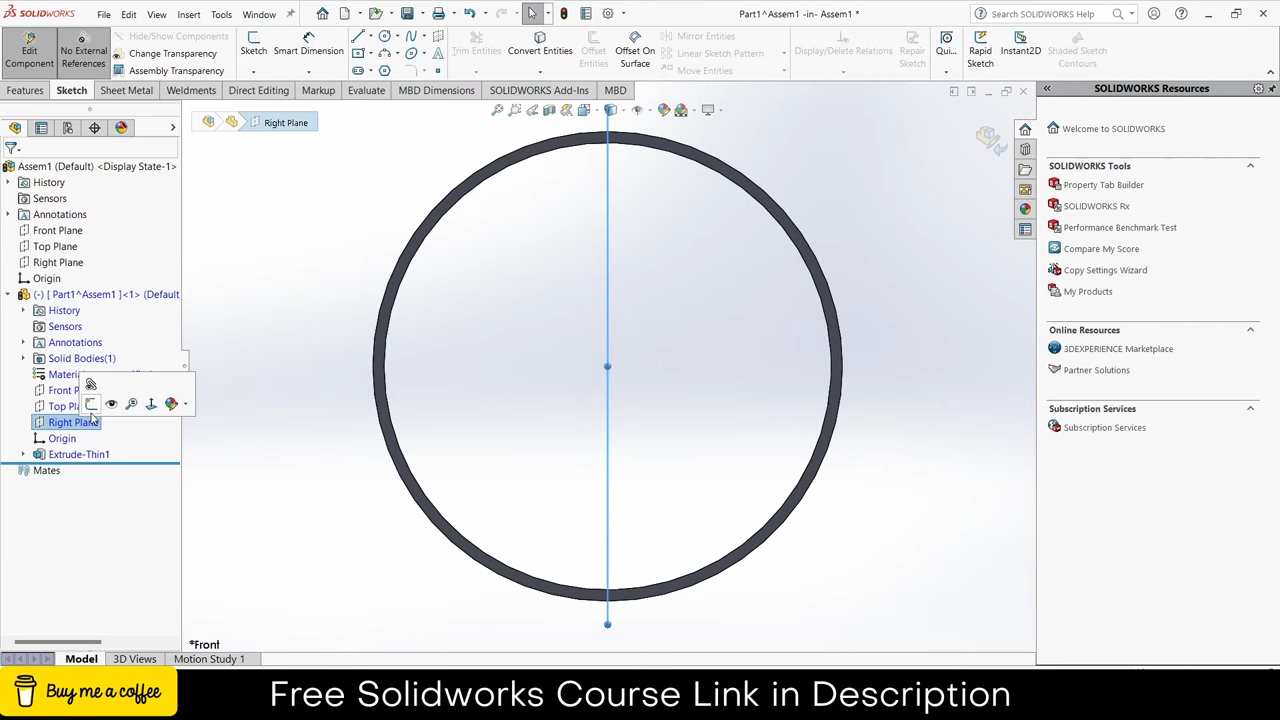 SOLIDWORKS
File
Edit
View
Insert
Tools
Window
Part1^Assem1 -in- Assem1 *
Search SOLIDWORKS Help
Edit Component
No External References
Hide/Show Components
Change Transparency
Assembly Transparency
Sketch
Smart Dimension
Trim Entities
Convert Entities
Offset Entities
Offset On Surface
Mirror Entities
Linear Sketch Pattern
Move Entities
Display/Delete Relations
Repair Sketch
Qui...
Rapid Sketch
Instant2D
Shaded Sketch Contours
Features
Sketch
Sheet Metal
Weldments
Direct Editing
Markup
Evaluate
MBD Dimensions
SOLIDWORKS Add-Ins
MBD
SOLIDWORKS Resources
Right Plane
Assem1 (Default) <Display State-1>
History
Sensors
Annotations
Front Plane
Top Plane
Right Plane
Origin
(-) [ Part1^Assem1 ]<1> (Default
History
Sensors
Annotations
Solid Bodies(1)
Front P
Top Pla
Right Plane
Origin
Extrude-Thin1
Mates
Welcome to SOLIDWORKS
SOLIDWORKS Tools
Property Tab Builder
SOLIDWORKS Rx
Performance Benchmark Test
Compare My Score
Copy Settings Wizard
My Products
Online Resources
3DEXPERIENCE Marketplace
Partner Solutions
Subscription Services
Subscription Services
*Front
Model
3D Views
Motion Study 1
Buy me a coffee
Free Solidworks Course Link in Description